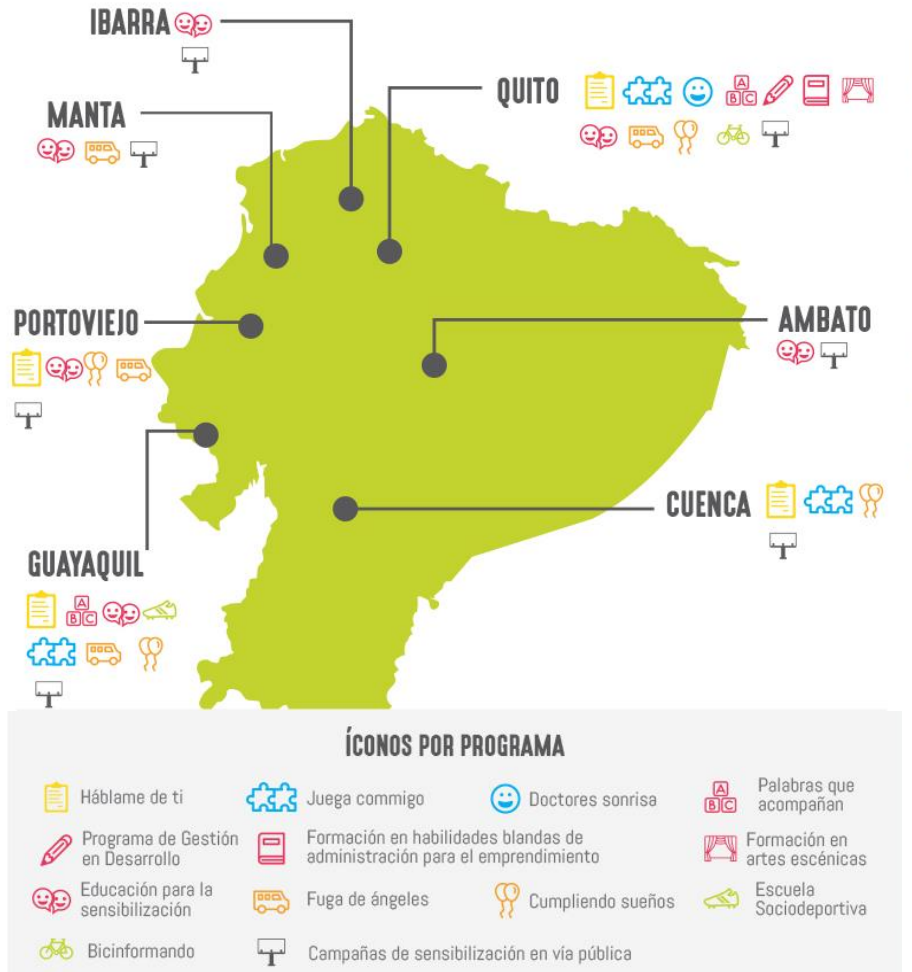 IBARRA
QUITO
A
B C
MANTA
PORTOVIEJO
AMBATO
CUENCA
GUAYAQUIL
A
B C
ÍCONOS POR PROGRAMA
Háblame de ti
Juega commigo
Doctores sonrisa
A
B C
Palabras que
acompañan
Programa de Gestión
en Desarrollo
Formación en habilidades blandas de
administración para el emprendimiento
Formación en
artes escénicas
Educación para la
sensibilización
Fuga de ángeles
Cumpliendo sueños
Escuela
Sociodeportiva
Bicinformando
Campañas de sensibilización en vía pública